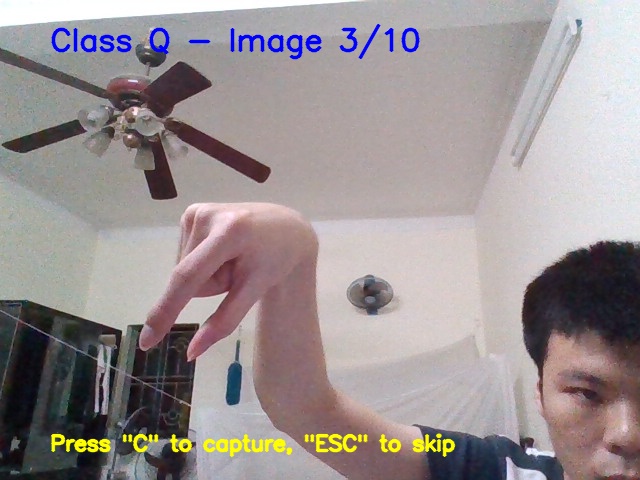 Class Q - Image 3/10
Press "C" to capture, "ESC" to skip